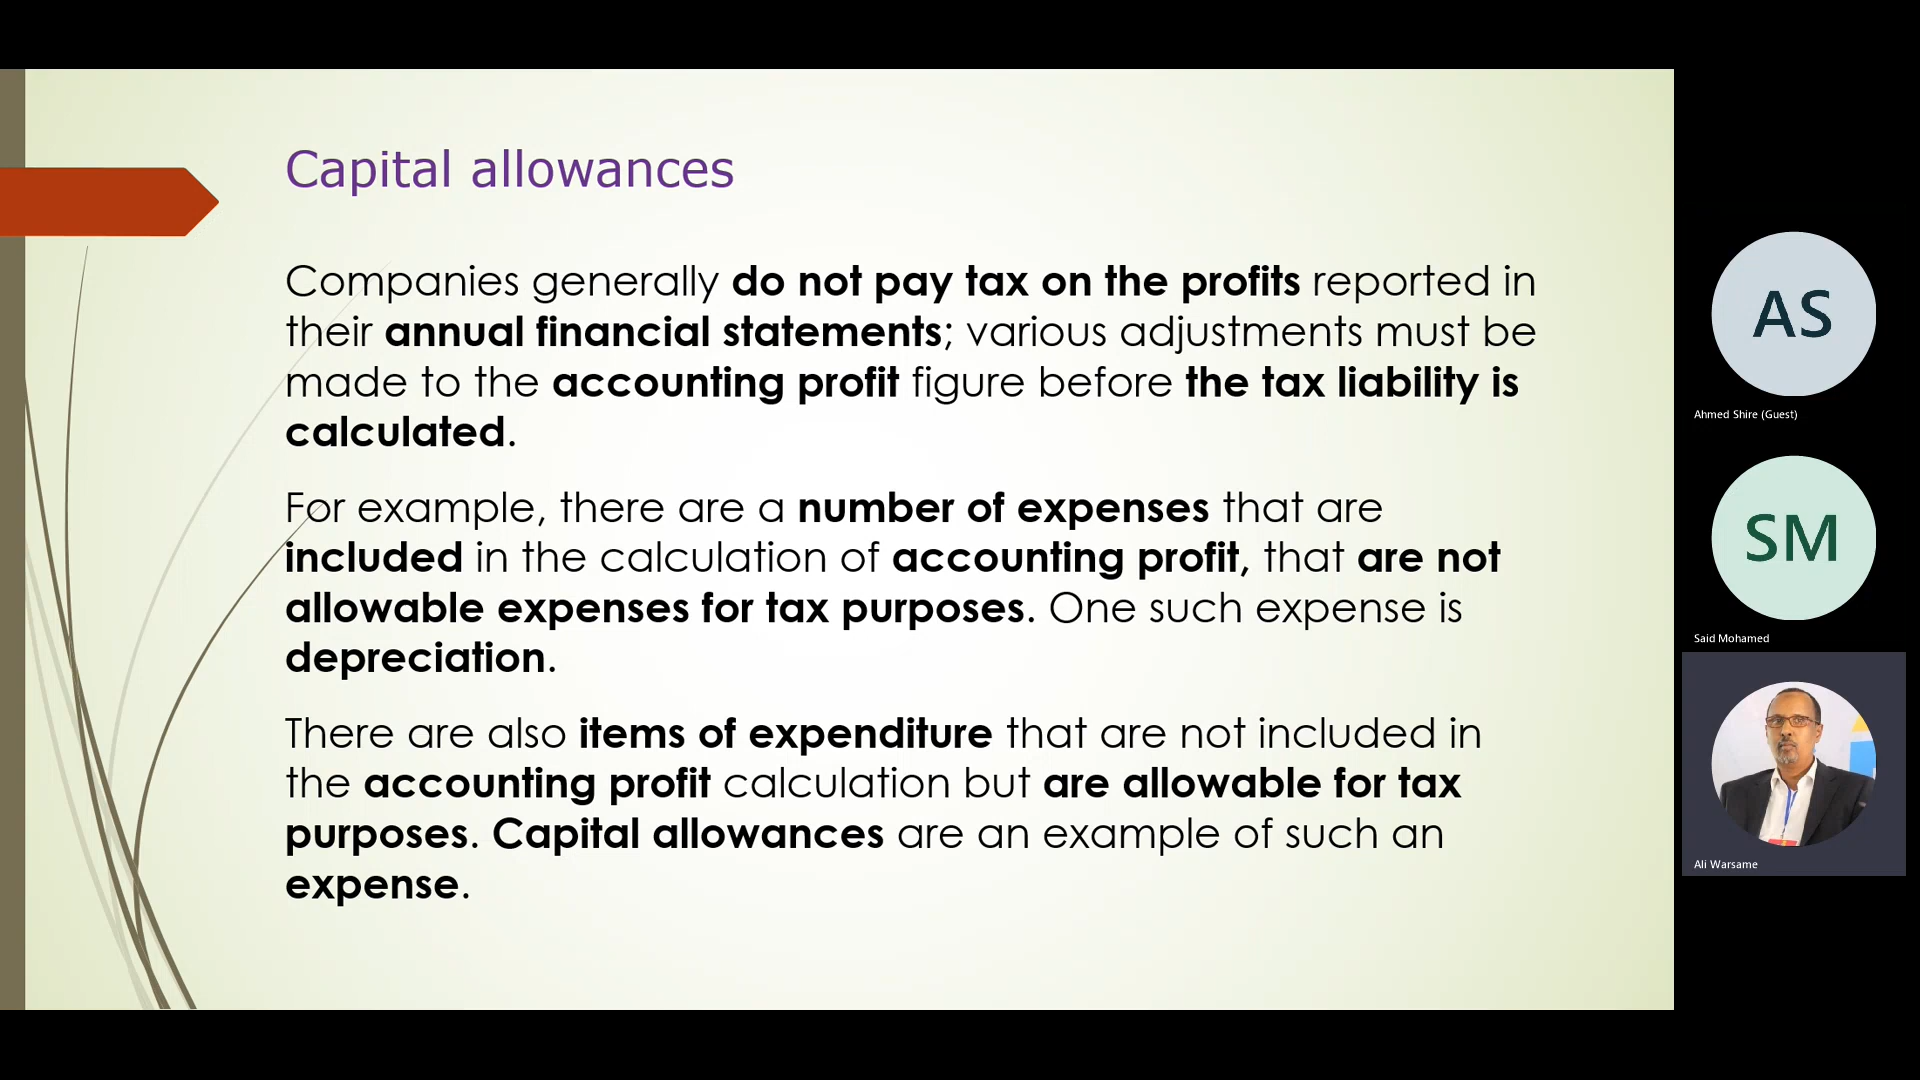 Capital allowances
Companies generally do not pay tax on the profits reported in
their annual financial statements; various adjustments must be
made to the accounting profit figure before the tax liability is
calculated.
For example, there are a number of expenses that are
included in the calculation of accounting profit, that are not
allowable expenses for tax purposes. One such expense is
depreciation.
There are also items of expenditure that are not included in
the accounting profit calculation but are allowable for tax
purposes. Capital allowances are an example of such an
expense.
AS
Ahmed Shire (Guest)
SM
Said Mohamed
Ali Warsame